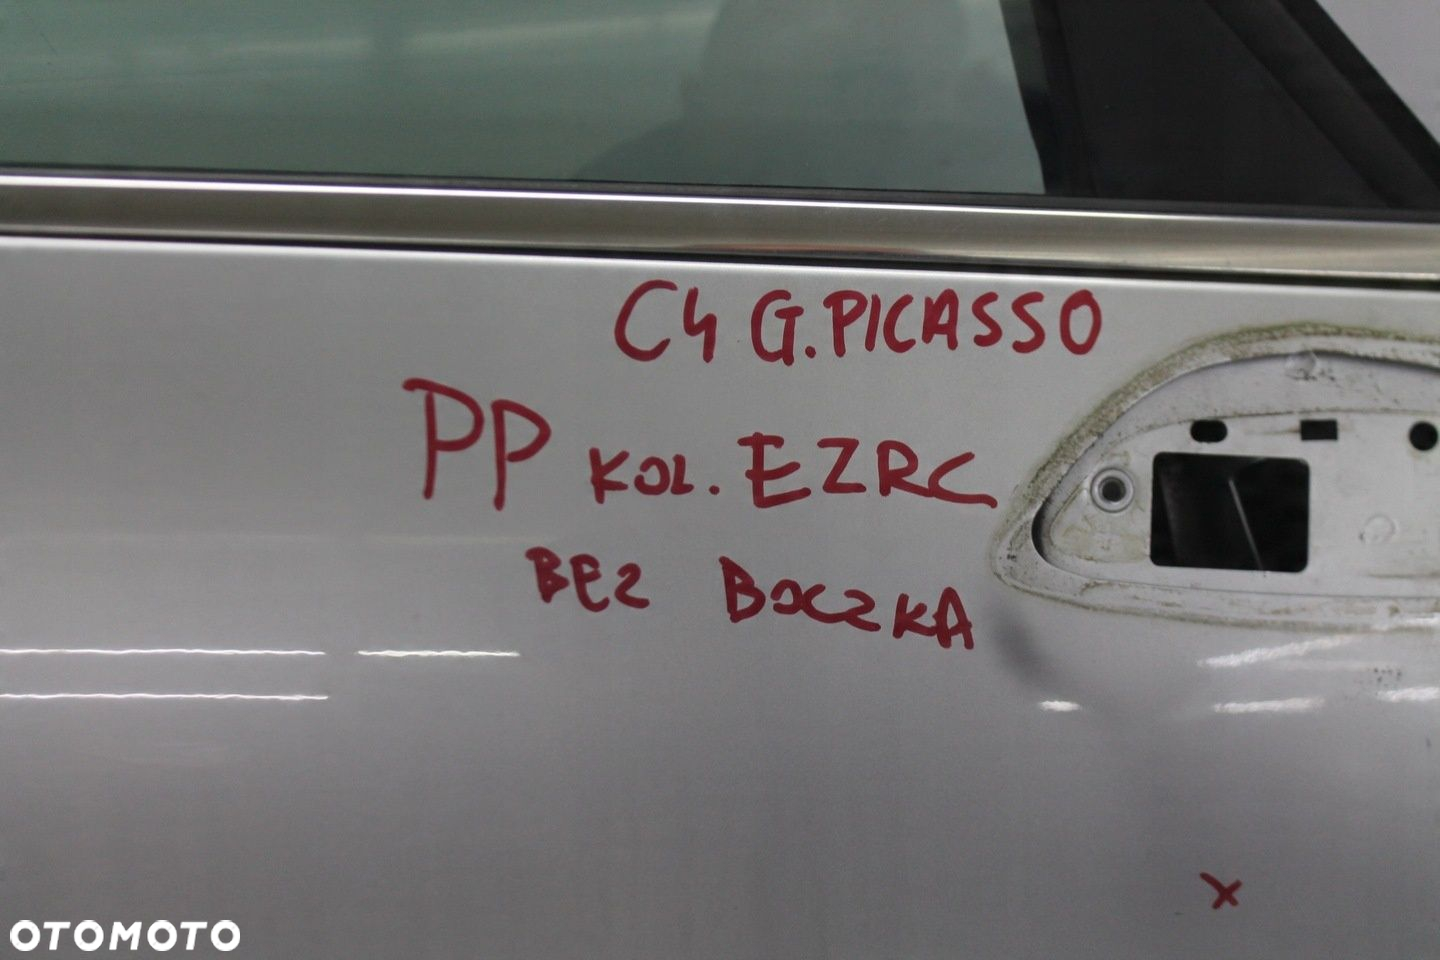 C4 G.PICASSO
PP KOL. EZRC
BEZ BOCZKA
x
OTOMOTO